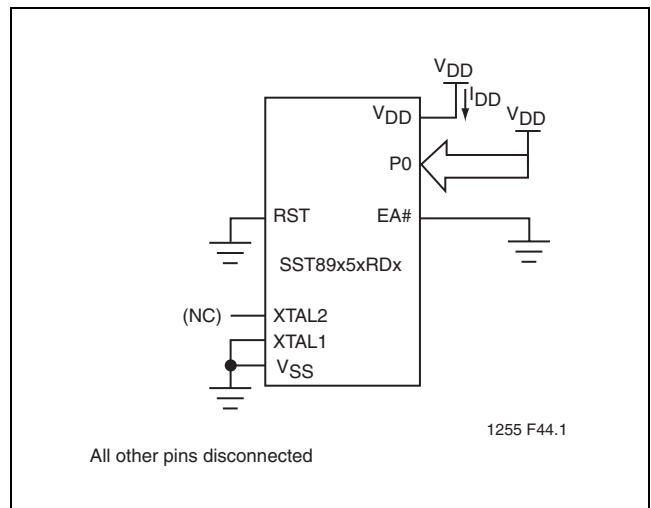 VDD
IDD
VDD
VDD
P0
RST
EA#
SST89x5xRDx
(NC)
XTAL2
XTAL1
VSS
1255 F44.1
All other pins disconnected